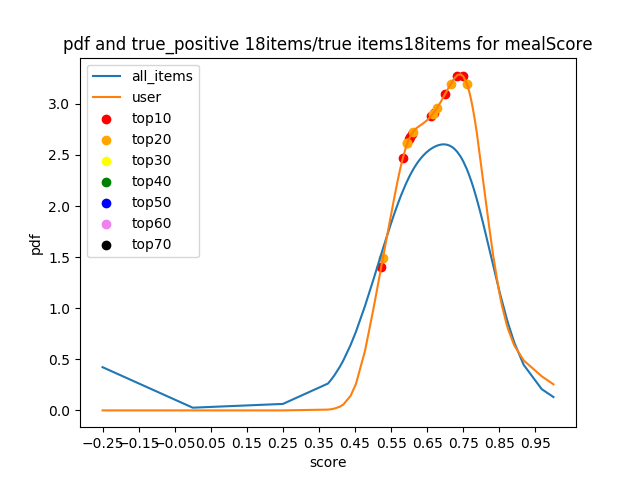 pdf and true_positive 18items/true items18items for mealScore
all_items
user
top10
top20
top30
top40
top50
top60
top70
3.0
2.5
2.0
1.5
1.0
0.5
0.0
pdf
−0.25 −0.15 −0.05 0.05 0.15 0.25 0.35 0.45 0.55 0.65 0.75 0.85 0.95
score